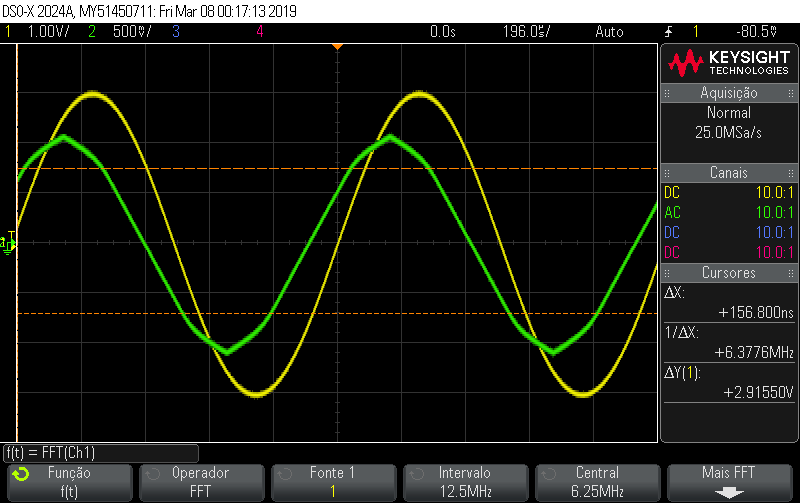 DSO-X 2024A, MY51450711: Fri Mar 08 00:17:13 2019
1 1.00V/ 2 500mV/ 3 4 0.0s 196.0ns/ Auto 1 -80.5mV
KEYSIGHT
TECHNOLOGIES
Aquisição
Normal
25.0MSa/s
Canais
DC 10.0:1
AC 10.0:1
DC 10.0:1
DC 10.0:1
Cursores
ΔX:
+156.800ns
1/ΔX:
+6.3776MHz
ΔY(1):
+2.91550V
f(t) = FFT(Ch1)
Função
f(t)
Operador
FFT
Fonte 1
1
Intervalo
12.5MHz
Central
6.25MHz
Mais FFT